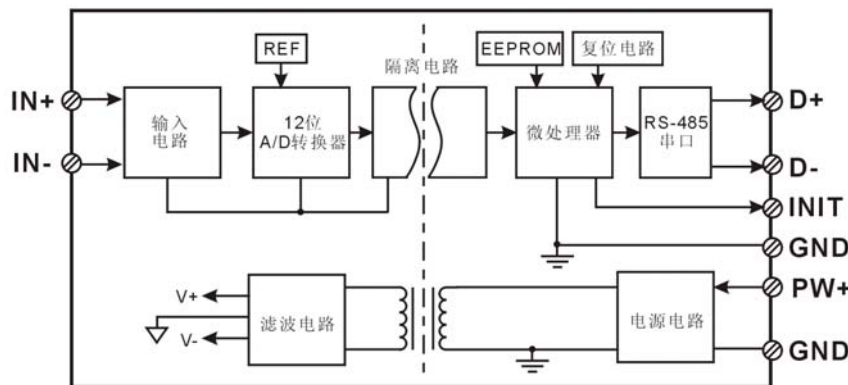 REF
隔离电路
EEPROM
复位电路
IN+
IN-
输入
电路
12位
A/D转换器
微处理器
RS-485
串口
D+
D-
INIT
GND
V+
V-
滤波电路
电源电路
PW+
GND